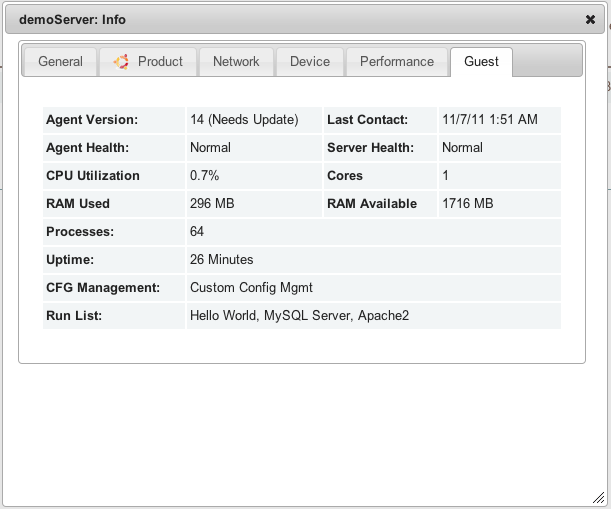 demoServer: Info
General Product Network Device Performance Guest
Agent Version: 14 (Needs Update) Last Contact: 11/7/11 1:51 AM
Agent Health: Normal Server Health: Normal
CPU Utilization 0.7% Cores 1
RAM Used 296 MB RAM Available 1716 MB
Processes: 64
Uptime: 26 Minutes
CFG Management: Custom Config Mgmt
Run List: Hello World, MySQL Server, Apache2